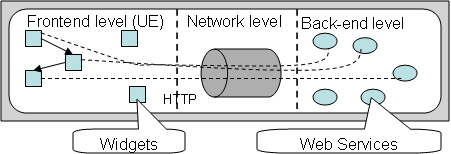 Frontend level (UE)
Network level
Back-end level
HTTP
Widgets
Web Services